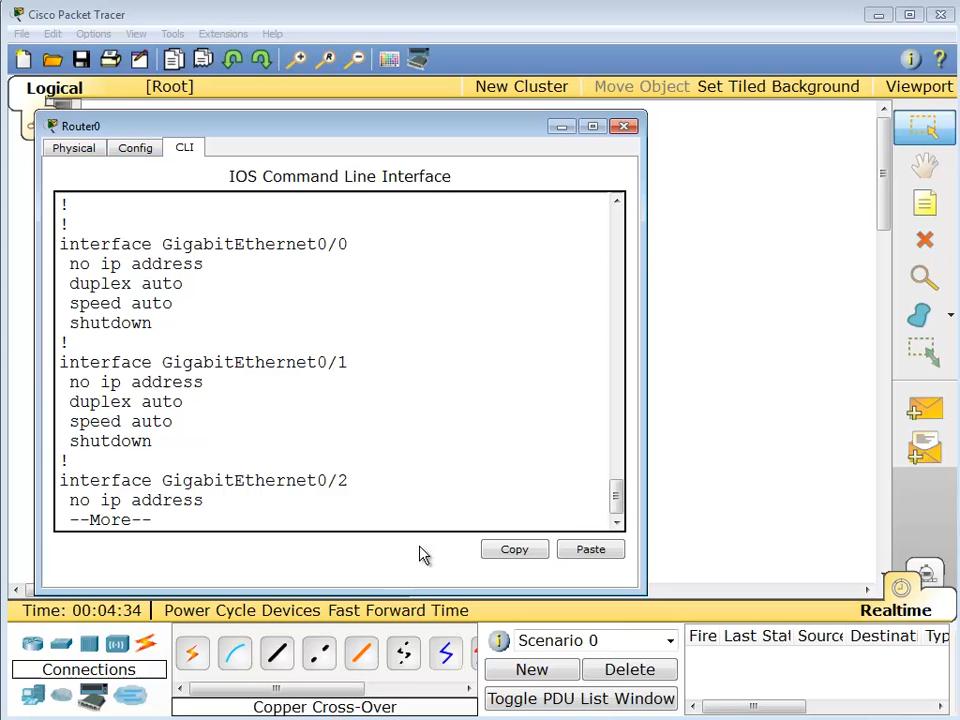 Cisco Packet Tracer
File Edit Options View Tools Extensions Help
Logical [Root] New Cluster Move Object Set Tiled Background Viewport
Router0
Physical Config CLI
IOS Command Line Interface
!
!
interface GigabitEthernet0/0
no ip address
duplex auto
speed auto
shutdown
!
interface GigabitEthernet0/1
no ip address
duplex auto
speed auto
shutdown
!
interface GigabitEthernet0/2
no ip address
--More--
Copy Paste
Time: 00:04:34 Power Cycle Devices Fast Forward Time Realtime
Scenario 0
Fire Last Stat Source Destinati Typ
Connections
New Delete
Toggle PDU List Window
Copper Cross-Over